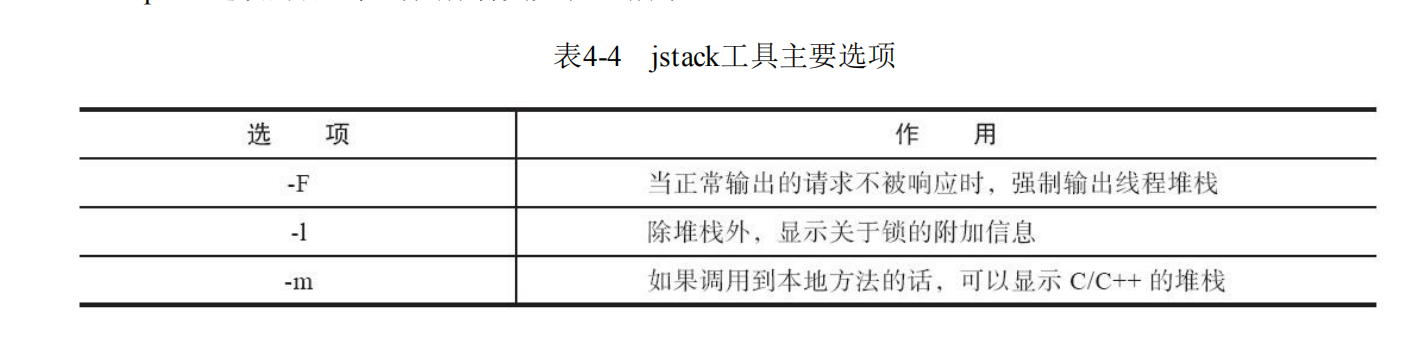 表4-4 jstack工具主要选项
选 项 作 用
-F 当正常输出的请求不被响应时，强制输出线程堆栈
-l 除堆栈外，显示关于锁的附加信息
-m 如果调用到本地方法的话，可以显示 C/C++ 的堆栈